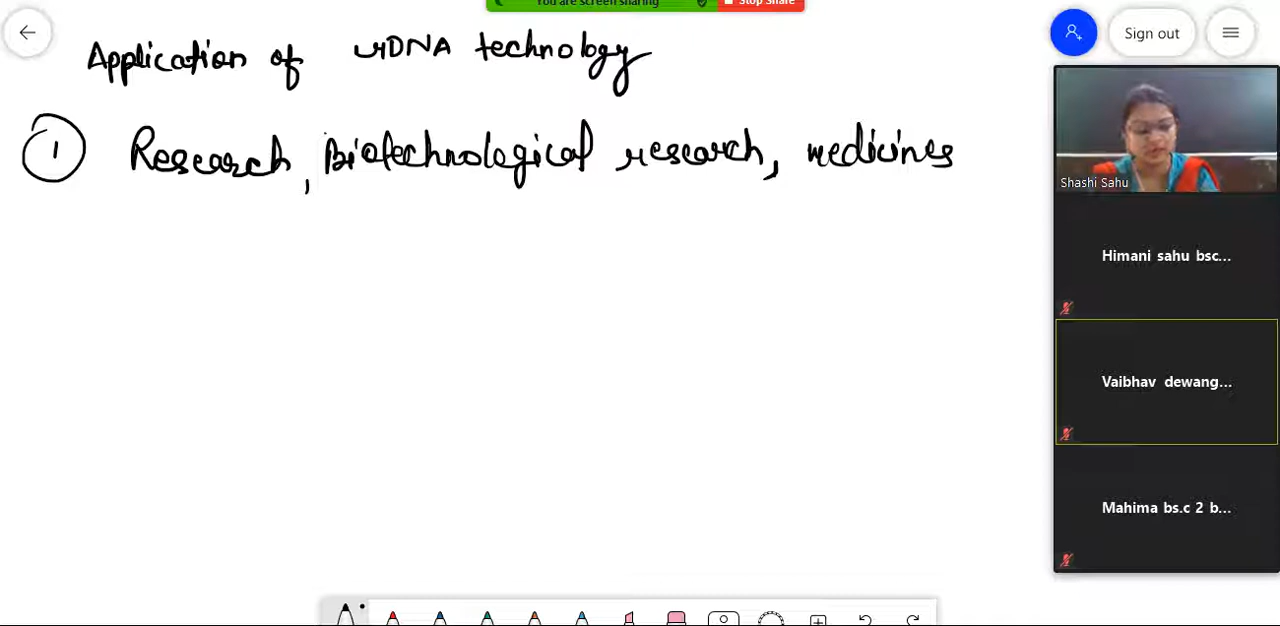 You are screen sharing Stop Share
Application of rDNA technology
Sign out
① Research, Biotechnological research, medicines
Shashi Sahu
Himani sahu bsc...
Vaibhav dewang...
Mahima bs.c 2 b...